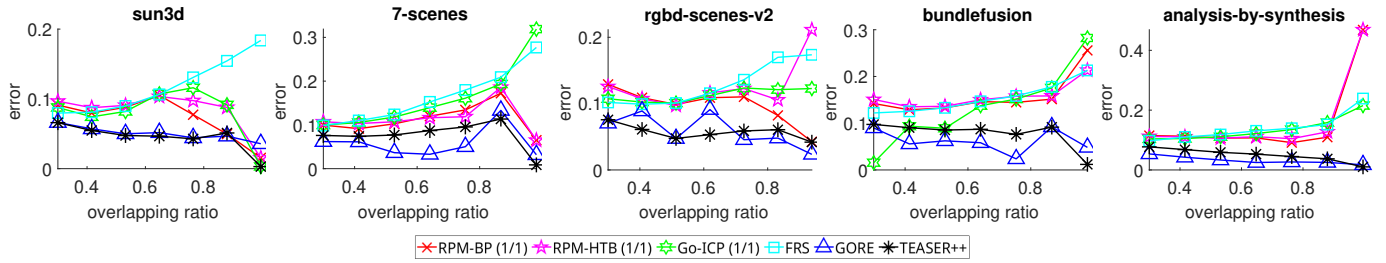 sun3d
0.2
0.1
0
error
0.4 0.6 0.8
overlapping ratio
7-scenes
0.3
0.2
0.1
0
error
0.4 0.6 0.8
overlapping ratio
rgbd-scenes-v2
0.2
0.1
0
error
0.4 0.6 0.8
overlapping ratio
bundlefusion
0.3
0.2
0.1
0
error
0.4 0.6 0.8
overlapping ratio
analysis-by-synthesis
0.4
0.2
0
error
0.4 0.6 0.8
overlapping ratio
RPM-BP (1/1) RPM-HTB (1/1) Go-ICP (1/1) FRS GORE TEASER++